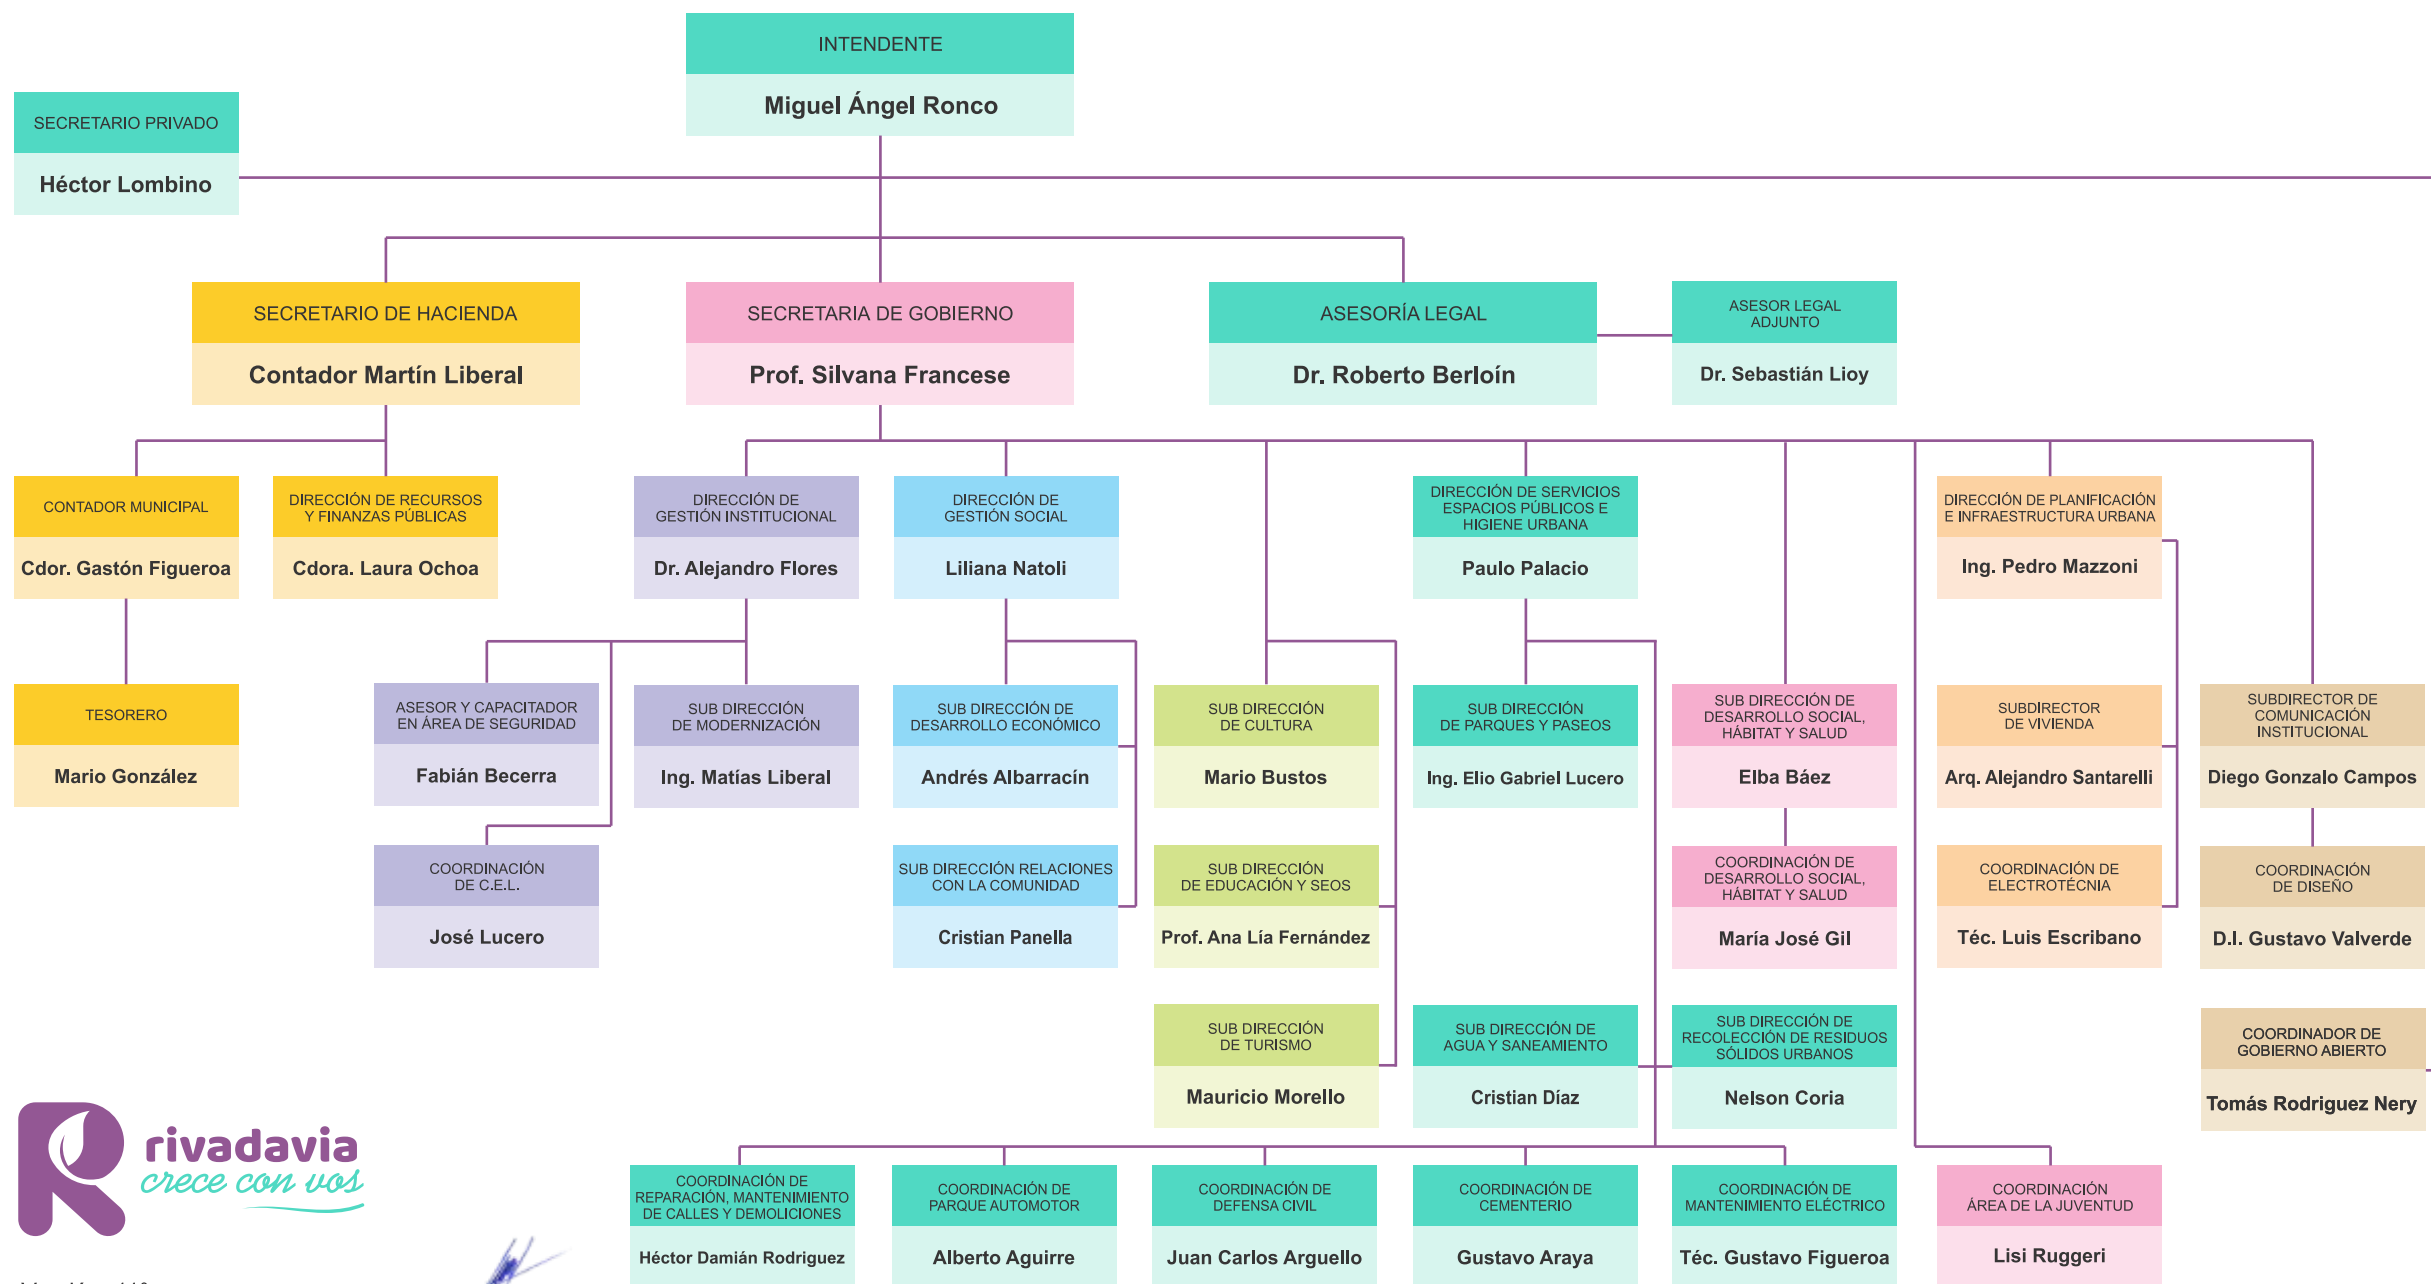 INTENDENTE
Miguel Ángel Ronco
SECRETARIO PRIVADO
Héctor Lombino
SECRETARIO DE HACIENDA
Contador Martín Liberal
SECRETARIA DE GOBIERNO
Prof. Silvana Francese
ASESORÍA LEGAL
Dr. Roberto Berloín
ASESOR LEGAL
ADJUNTO
Dr. Sebastián Lioy
CONTADOR MUNICIPAL
Cdor. Gastón Figueroa
DIRECCIÓN DE RECURSOS
Y FINANZAS PÚBLICAS
Cdora. Laura Ochoa
DIRECCIÓN DE
GESTIÓN INSTITUCIONAL
Dr. Alejandro Flores
DIRECCIÓN DE
GESTIÓN SOCIAL
Liliana Natoli
DIRECCIÓN DE SERVICIOS
ESPACIOS PÚBLICOS E
HIGIENE URBANA
Paulo Palacio
DIRECCIÓN DE PLANIFICACIÓN
E INFRAESTRUCTURA URBANA
Ing. Pedro Mazzoni
TESORERO
Mario González
ASESOR Y CAPACITADOR
EN ÁREA DE SEGURIDAD
Fabián Becerra
SUB DIRECCIÓN
DE MODERNIZACIÓN
Ing. Matías Liberal
SUB DIRECCIÓN DE
DESARROLLO ECONÓMICO
Andrés Albarracín
SUB DIRECCIÓN
DE CULTURA
Mario Bustos
SUB DIRECCIÓN
DE PARQUES Y PASEOS
Ing. Elio Gabriel Lucero
SUB DIRECCIÓN DE
DESARROLLO SOCIAL,
HÁBITAT Y SALUD
Elba Báez
SUBDIRECTOR
DE VIVIENDA
Arq. Alejandro Santarelli
SUBDIRECTOR DE
COMUNICACIÓN
INSTITUCIONAL
Diego Gonzalo Campos
COORDINACIÓN
DE C.E.L.
José Lucero
SUB DIRECCIÓN RELACIONES
CON LA COMUNIDAD
Cristian Panella
SUB DIRECCIÓN
DE EDUCACIÓN Y SEOS
Prof. Ana Lía Fernández
COORDINACIÓN DE
DESARROLLO SOCIAL,
HÁBITAT Y SALUD
María José Gil
COORDINACIÓN DE
ELECTROTÉCNIA
Téc. Luis Escribano
COORDINACIÓN
DE DISEÑO
D.I. Gustavo Valverde
SUB DIRECCIÓN
DE TURISMO
Mauricio Morello
SUB DIRECCIÓN DE
AGUA Y SANEAMIENTO
Cristian Díaz
SUB DIRECCIÓN DE
RECOLECCIÓN DE RESIDUOS
SÓLIDOS URBANOS
Nelson Coria
COORDINADOR DE
GOBIERNO ABIERTO
Tomás Rodriguez Nery
rivadavia
crece con vos
COORDINACIÓN DE
REPARACIÓN, MANTENIMIENTO
DE CALLES Y DEMOLICIONES
Héctor Damián Rodriguez
COORDINACIÓN DE
PARQUE AUTOMOTOR
Alberto Aguirre
COORDINACIÓN DE
DEFENSA CIVIL
Juan Carlos Arguello
COORDINACIÓN DE
CEMENTERIO
Gustavo Araya
COORDINACIÓN DE
MANTENIMIENTO ELÉCTRICO
Téc. Gustavo Figueroa
COORDINACIÓN
ÁREA DE LA JUVENTUD
Lisi Ruggeri